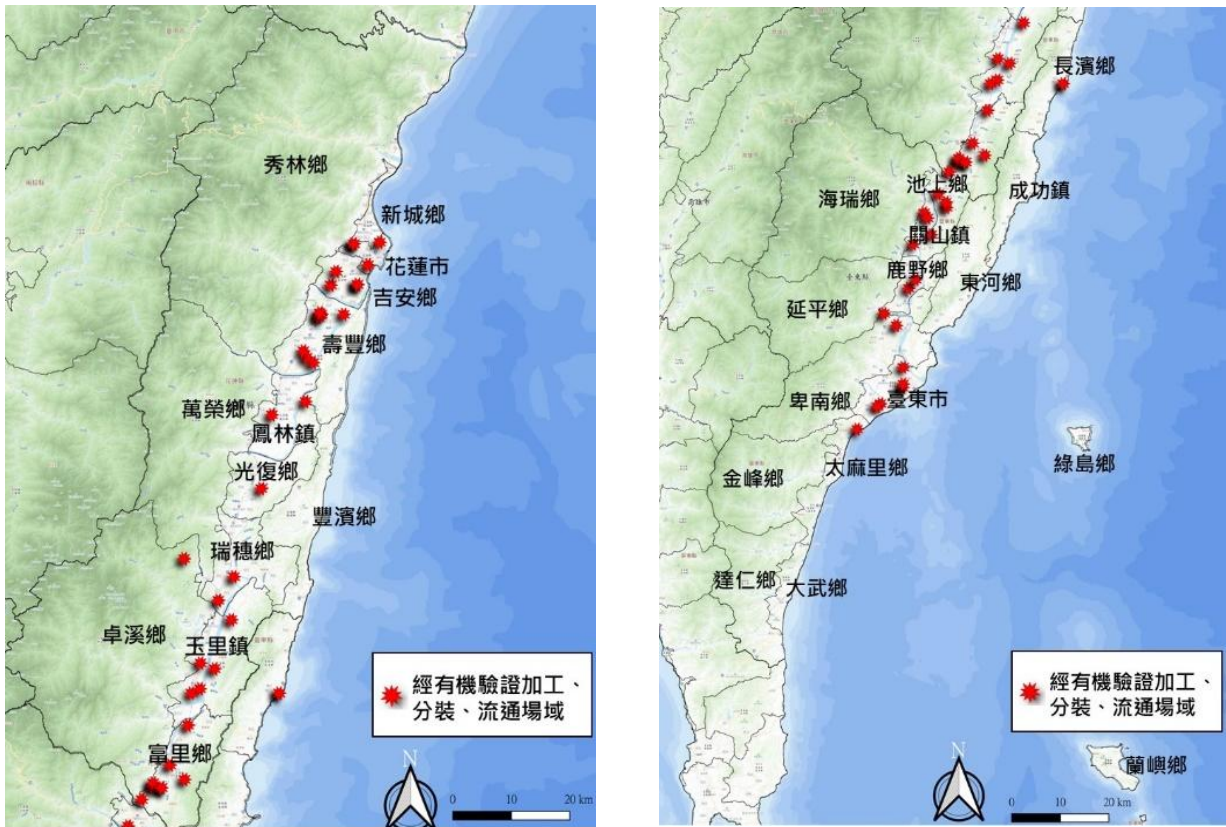 秀林鄉
新城鄉
花蓮市
吉安鄉
壽豐鄉
萬榮鄉
鳳林鎮
光復鄉
豐濱鄉
瑞穗鄉
卓溪鄉
玉里鎮
富里鄉
經有機驗證加工、
分裝、流通場域
N
0 10 20 km
長濱鄉
池上鄉
海瑞鄉
成功鎮
關山鎮
鹿野鄉
東河鄉
延平鄉
卑南鄉
臺東市
太麻里鄉
綠島鄉
金峰鄉
達仁鄉
大武鄉
經有機驗證加工、
分裝、流通場域
N
蘭嶼鄉
0 10 20 km